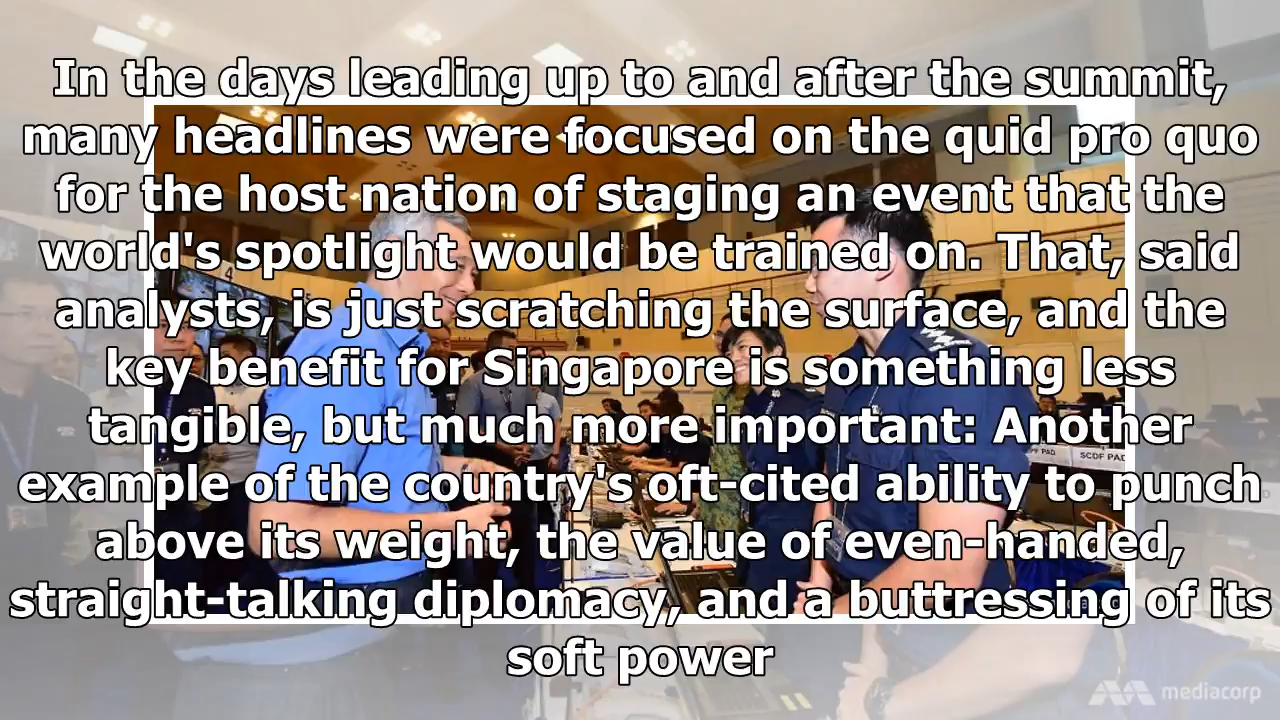 In the days leading up to and after the summit,
many headlines were focused on the quid pro quo
for the host nation of staging an event that the
world's spotlight would be trained on. That, said
analysts, is just scratching the surface, and the
key benefit for Singapore is something less
tangible, but much more important: Another
example of the country's oft-cited ability to punch
above its weight, the value of even-handed,
straight-talking diplomacy, and a buttressing of its
soft power
4
SCDF PAD
mediacorp